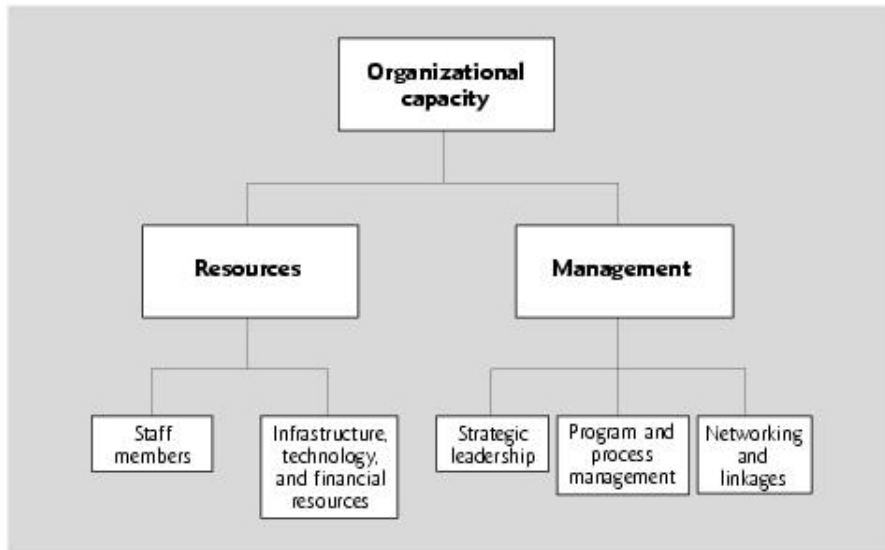 Organizational
capacity
Resources
Management
Staff
members
Infrastructure,
technology,
and financial
resources
Strategic
leadership
Program and
process
management
Networking
and
linkages